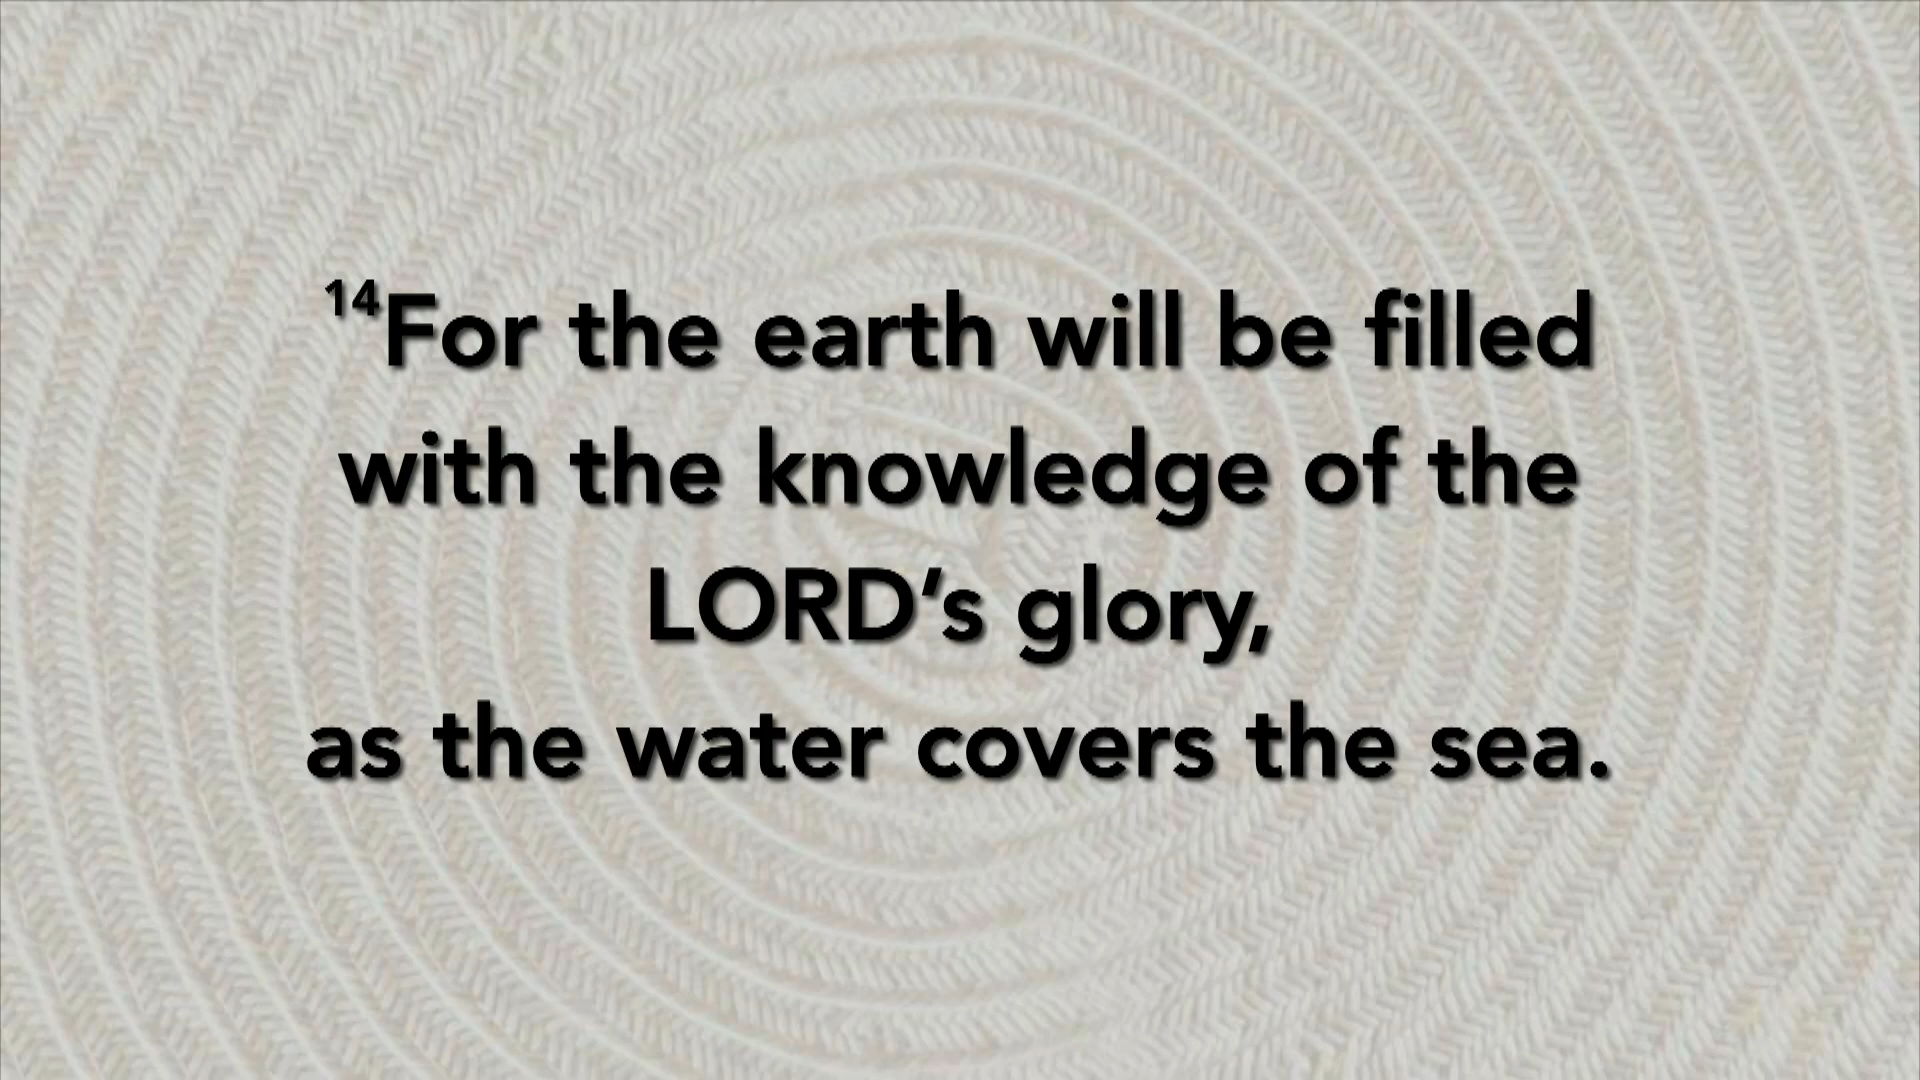 14For the earth will be filled
with the knowledge of the
LORD’s glory,
as the water covers the sea.